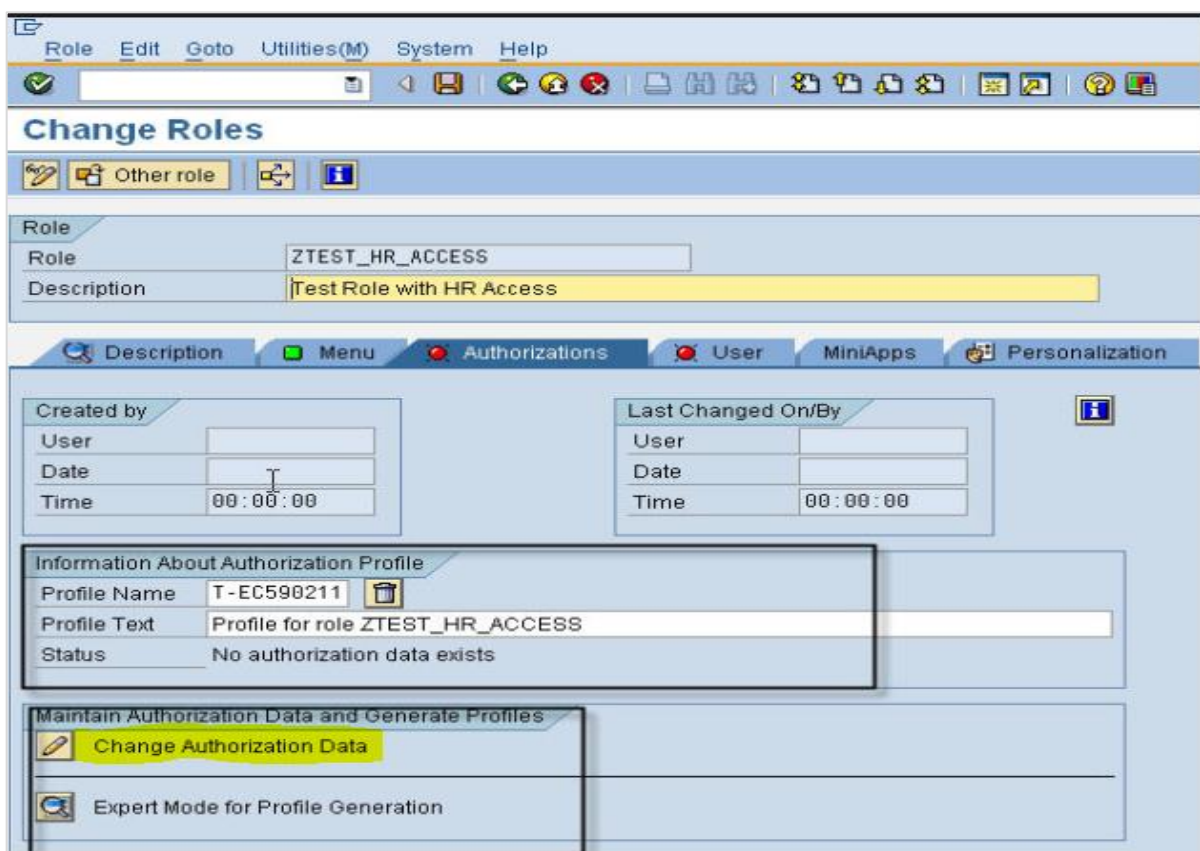 Role Edit Goto Utilities(M) System Help
Change Roles
Other role
Role
Role ZTEST_HR_ACCESS
Description Test Role with HR Access
Description Menu Authorizations User MiniApps Personalization
Created by Last Changed On/By
User User
Date Date
Time 00:00:00 Time 00:00:00
Information About Authorization Profile
Profile Name T-EC590211
Profile Text Profile for role ZTEST_HR_ACCESS
Status No authorization data exists
Maintain Authorization Data and Generate Profiles
Change Authorization Data
Expert Mode for Profile Generation